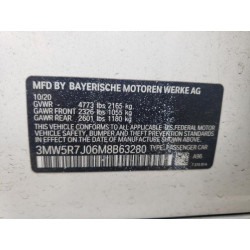 MFD BY BAYERISCHE MOTOREN WERKE AG
10/20
GVWR - 4773 lbs 2165 kg
GAWR FRONT 2326 lbs 1055 kg
GAWR REAR 2601 lbs 1180 kg
THIS VEHICLE CONFORMS TO ALL APPLICABLE FEDERAL MOTOR VEHICLE
SAFETY, BUMPER, AND THEFT PREVENTION STANDARDS
IN EFFECT ON THE DATE OF MANUFACTURE SHOWN ABOVE
3MW5R7J06M8B63280 TYPE: PASSENGER CAR